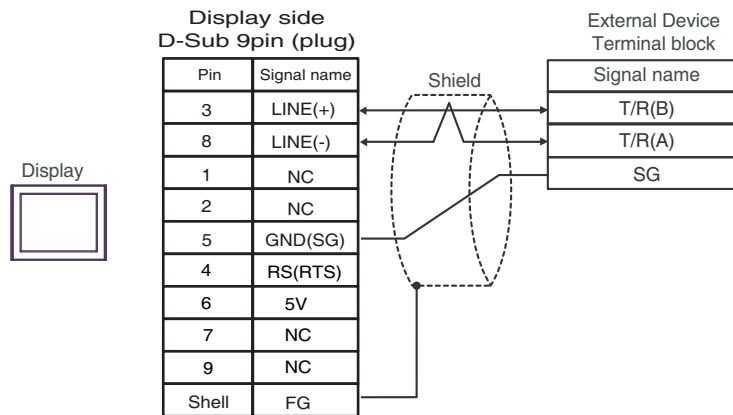 Display side
D-Sub 9pin (plug)
External Device
Terminal block
Pin Signal name
Shield
Signal name
3 LINE(+)
T/R(B)
8 LINE(-)
T/R(A)
Display
1 NC
SG
2 NC
5 GND(SG)
4 RS(RTS)
6 5V
7 NC
9 NC
Shell FG